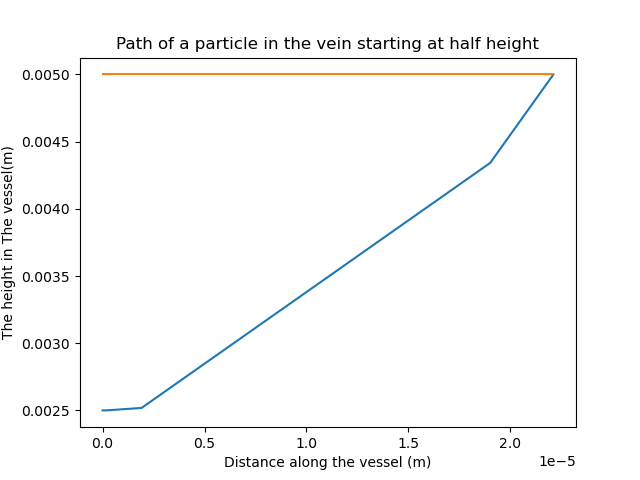 Path of a particle in the vein starting at half height
0.0050
0.0045
0.0040
0.0035
0.0030
0.0025
The height in The vessel(m)
0.0
0.5
1.0
1.5
2.0
1e−5
Distance along the vessel (m)